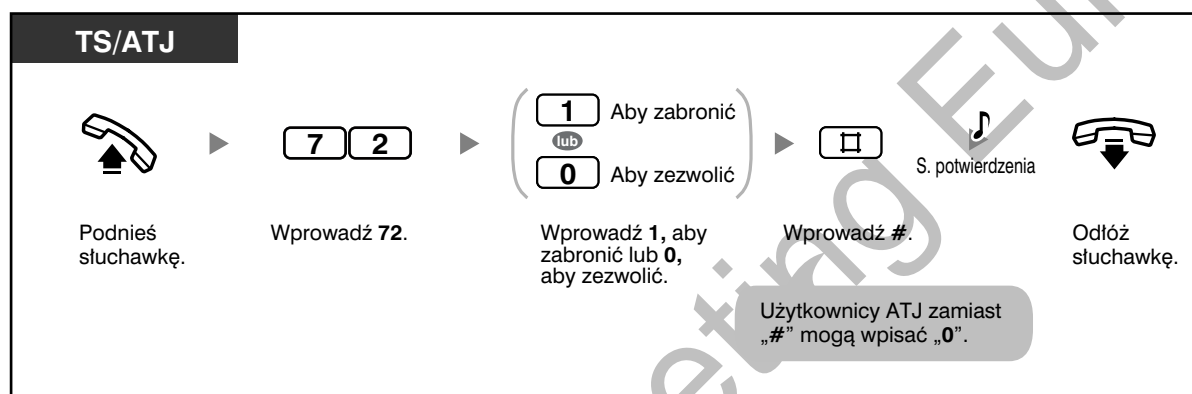 TS/ATJ
7 2
1 Aby zabronić
lub
0 Aby zezwolić
S. potwierdzenia
Podnieś
słuchawkę.
Wprowadź 72.
Wprowadź 1, aby
zabronić lub 0,
aby zezwolić.
Wprowadź #.
Odłóż
słuchawkę.
Użytkownicy ATJ zamiast
„#” mogą wpisać „0”.